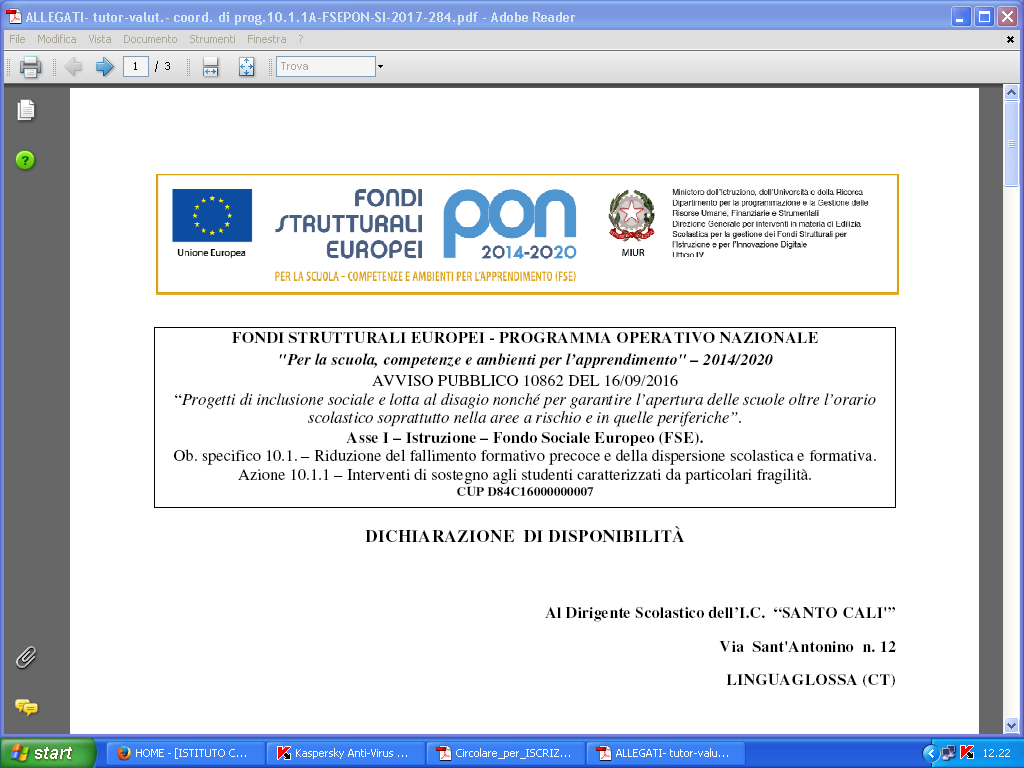 ALLEGATI- tutor-valut.- coord. di prog.10.1.1A-FSEPON-SI-2017-284.pdf - Adobe Reader
File Modifica Vista Documento Strumenti Finestra ?
1 / 3 Trova
FONDI
STRUTTURALI
EUROPEI
pon
2014-2020
PER LA SCUOLA - COMPETENZE E AMBIENTI PER L'APPRENDIMENTO (FSE)
Unione Europea
MIUR
Ministero dell'Istruzione, dell'Università e della Ricerca
Dipartimento per la programmazione e la Gestione delle
Risorse Umane, Finanziarie e Strumentali
Direzione Generale per interventi in materia di Edilizia
Scolastica per la gestione dei Fondi Strutturali per
l'Istruzione e per l'Innovazione Digitale
Ufficio IV
FONDI STRUTTURALI EUROPEI - PROGRAMMA OPERATIVO NAZIONALE
"Per la scuola, competenze e ambienti per l'apprendimento" – 2014/2020
AVVISO PUBBLICO 10862 DEL 16/09/2016
“Progetti di inclusione sociale e lotta al disagio nonché per garantire l’apertura delle scuole oltre l’orario
scolastico soprattutto nella aree a rischio e in quelle periferiche”.
Asse I – Istruzione – Fondo Sociale Europeo (FSE).
Ob. specifico 10.1. – Riduzione del fallimento formativo precoce e della dispersione scolastica e formativa.
Azione 10.1.1 – Interventi di sostegno agli studenti caratterizzati da particolari fragilità.
CUP D84C16000000007
DICHIARAZIONE DI DISPONIBILITÀ
Al Dirigente Scolastico dell’I.C. “SANTO CALI'”
Via Sant'Antonino n. 12
LINGUAGLOSSA (CT)
start
HOME - [ISTITUTO C...
Kaspersky Anti-Virus ...
Circolare_per_ISCRIZ...
ALLEGATI- tutor-valu...
12.22